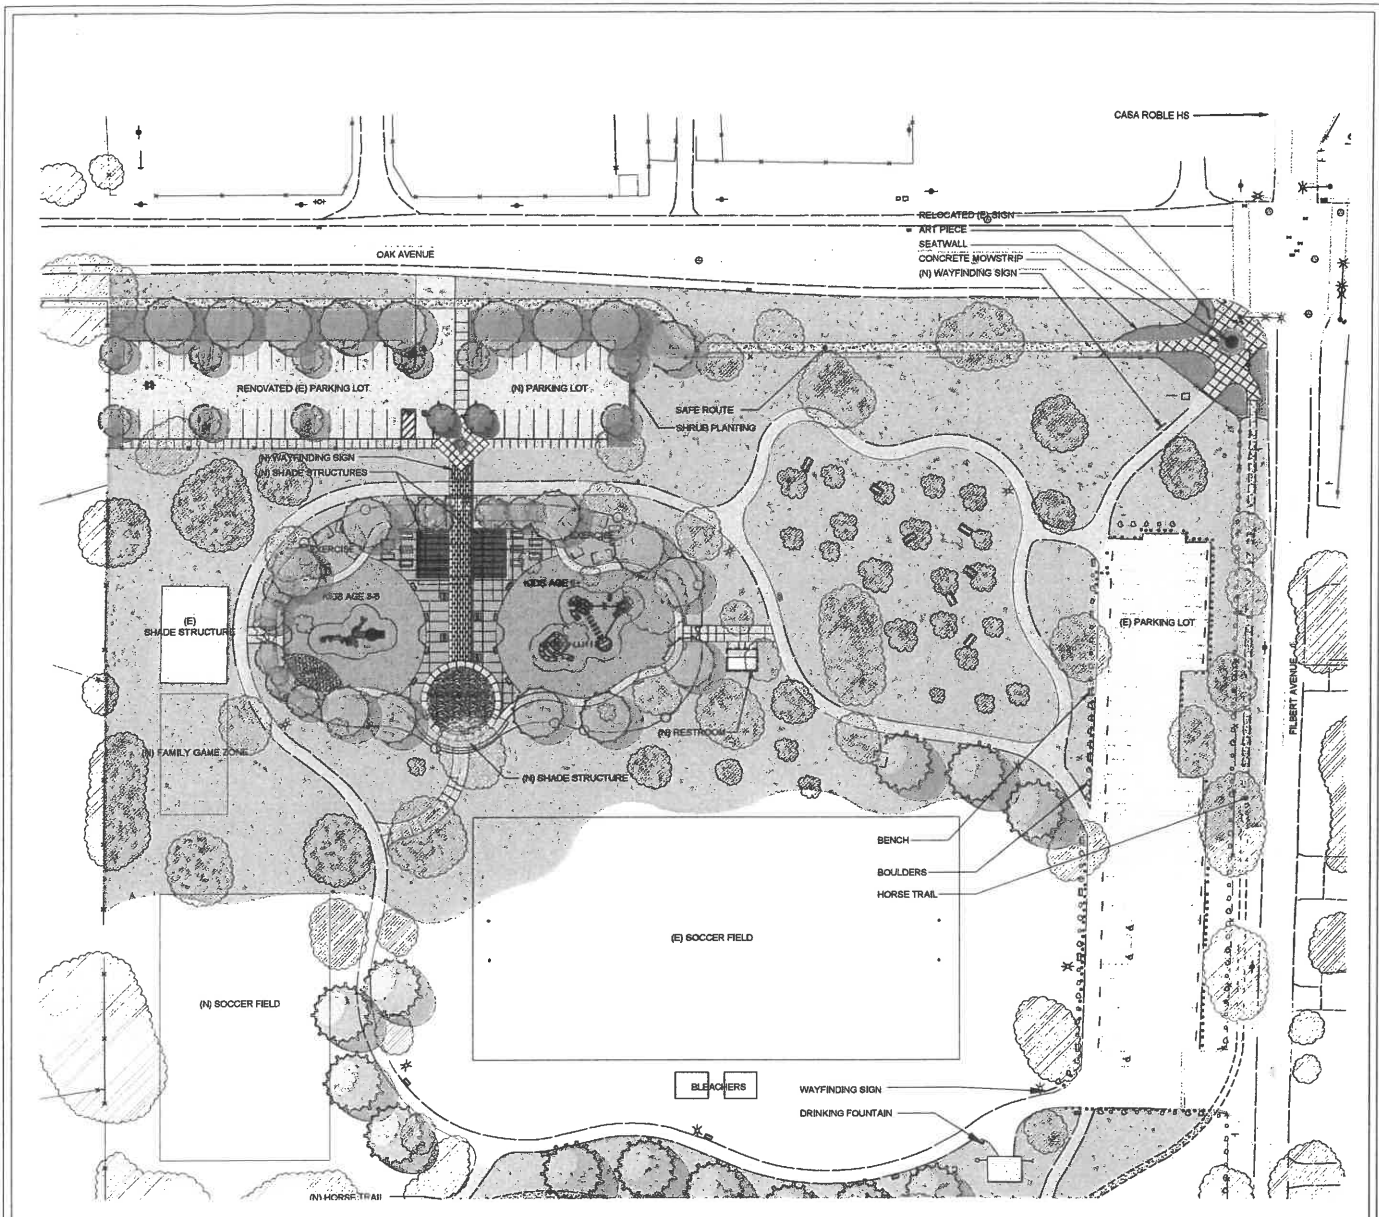 CASA ROBLE HS
RELOCATED (E) SIGN
ART PIECE
SEATWALL
CONCRETE MOWSTRIP
(N) WAYFINDING SIGN
OAK AVENUE
RENOVATED (E) PARKING LOT
(N) PARKING LOT
SAFE ROUTE
SHRUB PLANTING
(N) WAYFINDING SIGN
(N) SHADE STRUCTURES
EXERCISE
EXERCISE
KIDS AGE
KIDS AGE
(E)
SHADE STRUCTURE
(E) PARKING LOT
FILBERT AVENUE
(N) RESTROOM
(N) FAMILY GAME ZONE
(N) SHADE STRUCTURE
BENCH
BOULDERS
HORSE TRAIL
(E) SOCCER FIELD
(N) SOCCER FIELD
BLEACHERS
WAYFINDING SIGN
DRINKING FOUNTAIN
(N) HORSE TRAIL